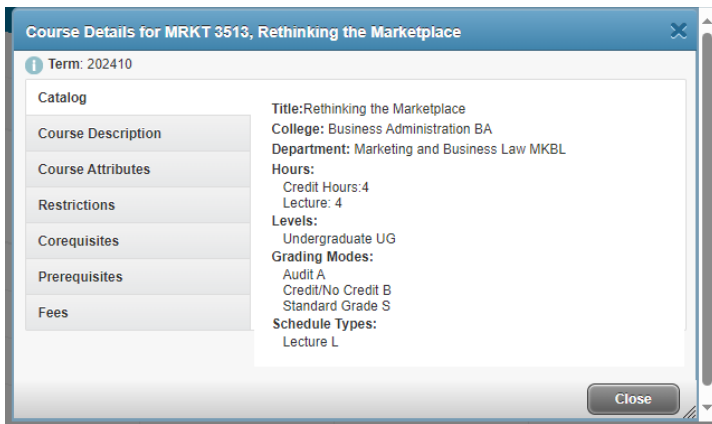 Course Details for MRKT 3513, Rethinking the Marketplace
Term: 202410
Catalog
Course Description
Course Attributes
Restrictions
Corequisites
Prerequisites
Fees
Title:Rethinking the Marketplace
College: Business Administration BA
Department: Marketing and Business Law MKBL
Hours:
Credit Hours:4
Lecture: 4
Levels:
Undergraduate UG
Grading Modes:
Audit A
Credit/No Credit B
Standard Grade S
Schedule Types:
Lecture L
Close